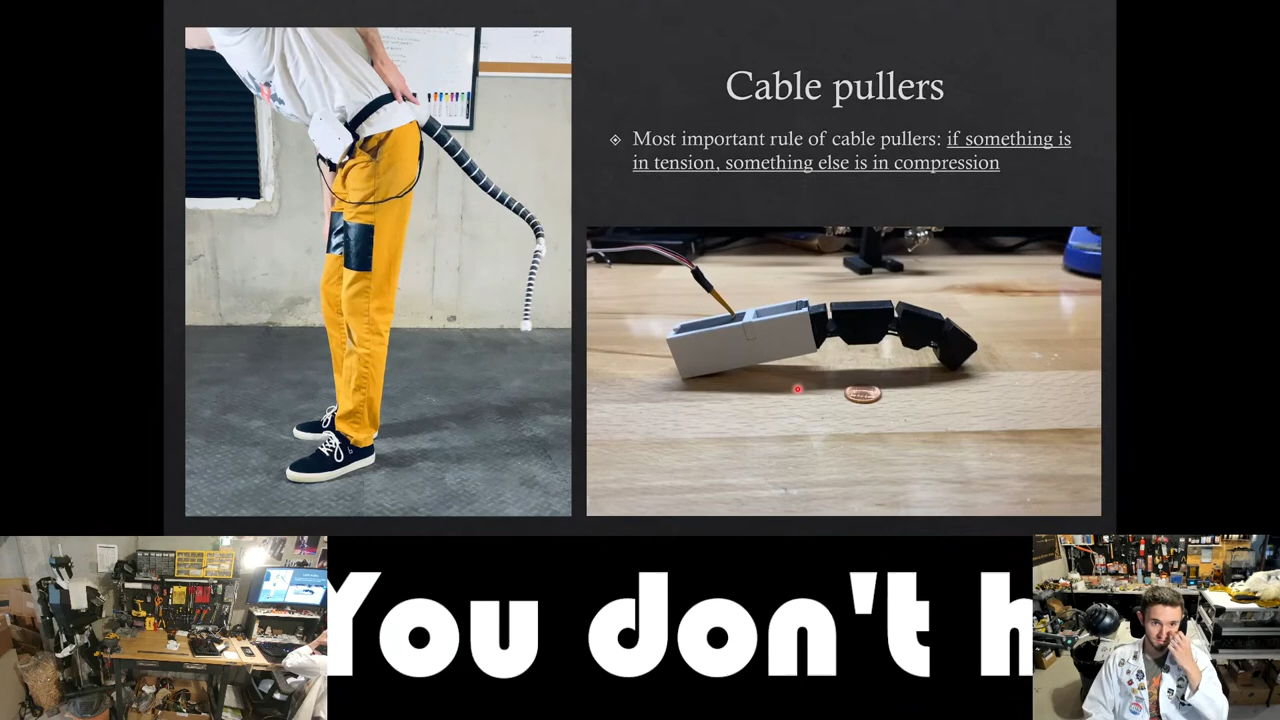 Cable pullers
Most important rule of cable pullers: if something is
in tension, something else is in compression
You don't h